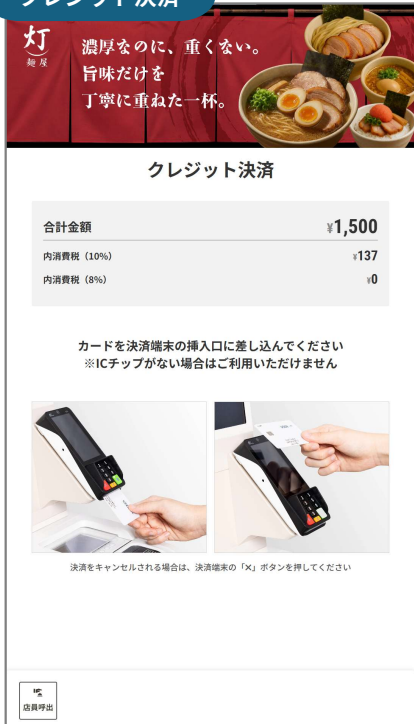 クレジット決済
灯
麺屋
濃厚なのに、重くない。
旨味だけを
丁寧に重ねた一杯。
クレジット決済
合計金額 ¥1,500
内消費税（10%） ¥137
内消費税（8%） ¥0
カードを決済端末の挿入口に差し込んでください
※ICチップがない場合はご利用いただけません
決済をキャンセルされる場合は、決済端末の「×」ボタンを押してください
店員呼出